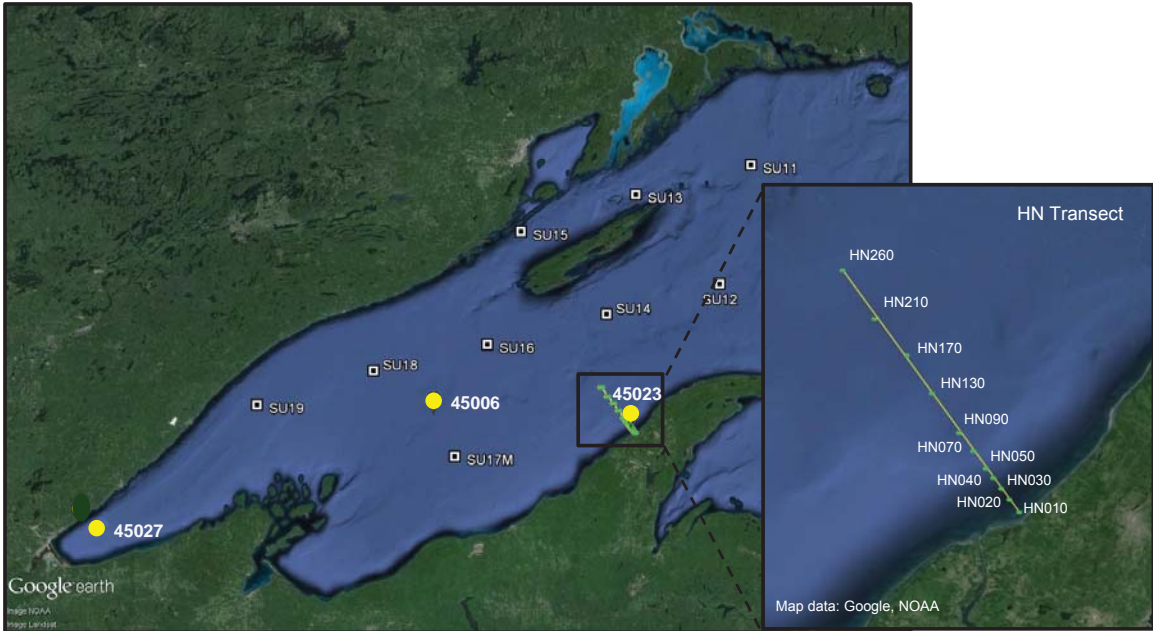 SU11
SU13
SU15
SU12
SU14
SU16
SU18
45023
45006
SU19
SU17M
45027
Google earth
Image NOAA
Image Landsat
HN Transect
HN260
HN210
HN170
HN130
HN090
HN070
HN050
HN040
HN030
HN020
HN010
Map data: Google, NOAA